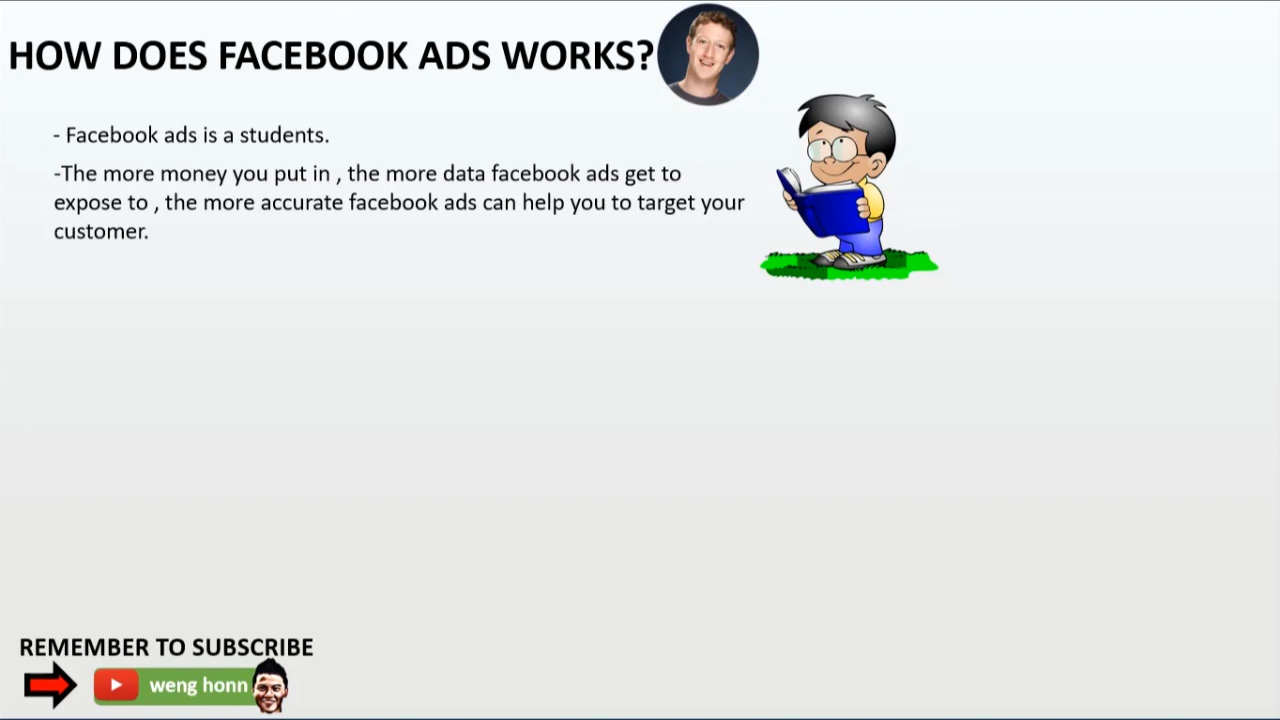 HOW DOES FACEBOOK ADS WORKS?
- Facebook ads is a students.
-The more money you put in , the more data facebook ads get to
expose to , the more accurate facebook ads can help you to target your
customer.
REMEMBER TO SUBSCRIBE
weng honn